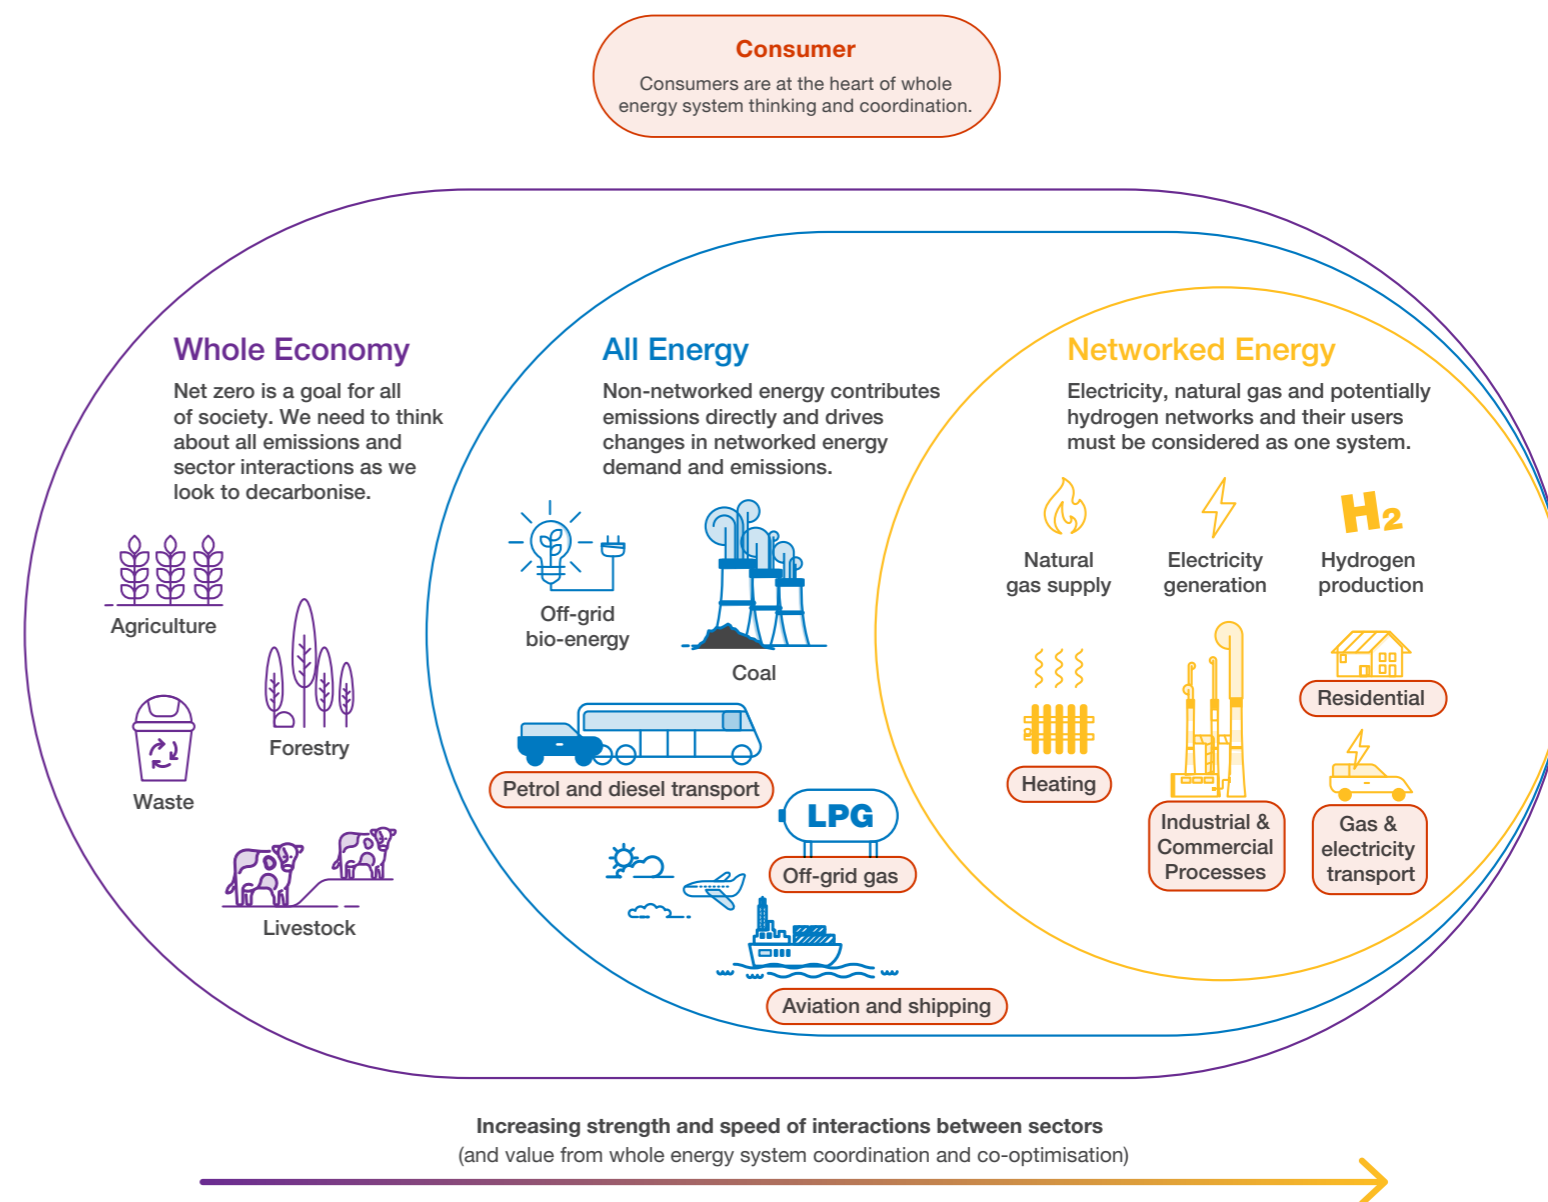 Consumer
Consumers are at the heart of whole
energy system thinking and coordination.
Whole Economy
Net zero is a goal for all
of society. We need to think
about all emissions and
sector interactions as we
look to decarbonise.
Agriculture
Forestry
Waste
Livestock
All Energy
Non-networked energy contributes
emissions directly and drives
changes in networked energy
demand and emissions.
Off-grid
bio-energy
Coal
Petrol and diesel transport
LPG
Off-grid gas
Aviation and shipping
Networked Energy
Electricity, natural gas and potentially
hydrogen networks and their users
must be considered as one system.
Natural
gas supply
Electricity
generation
H2
Hydrogen
production
Heating
Industrial &
Commercial
Processes
Residential
Gas &
electricity
transport
Increasing strength and speed of interactions between sectors
(and value from whole energy system coordination and co-optimisation)